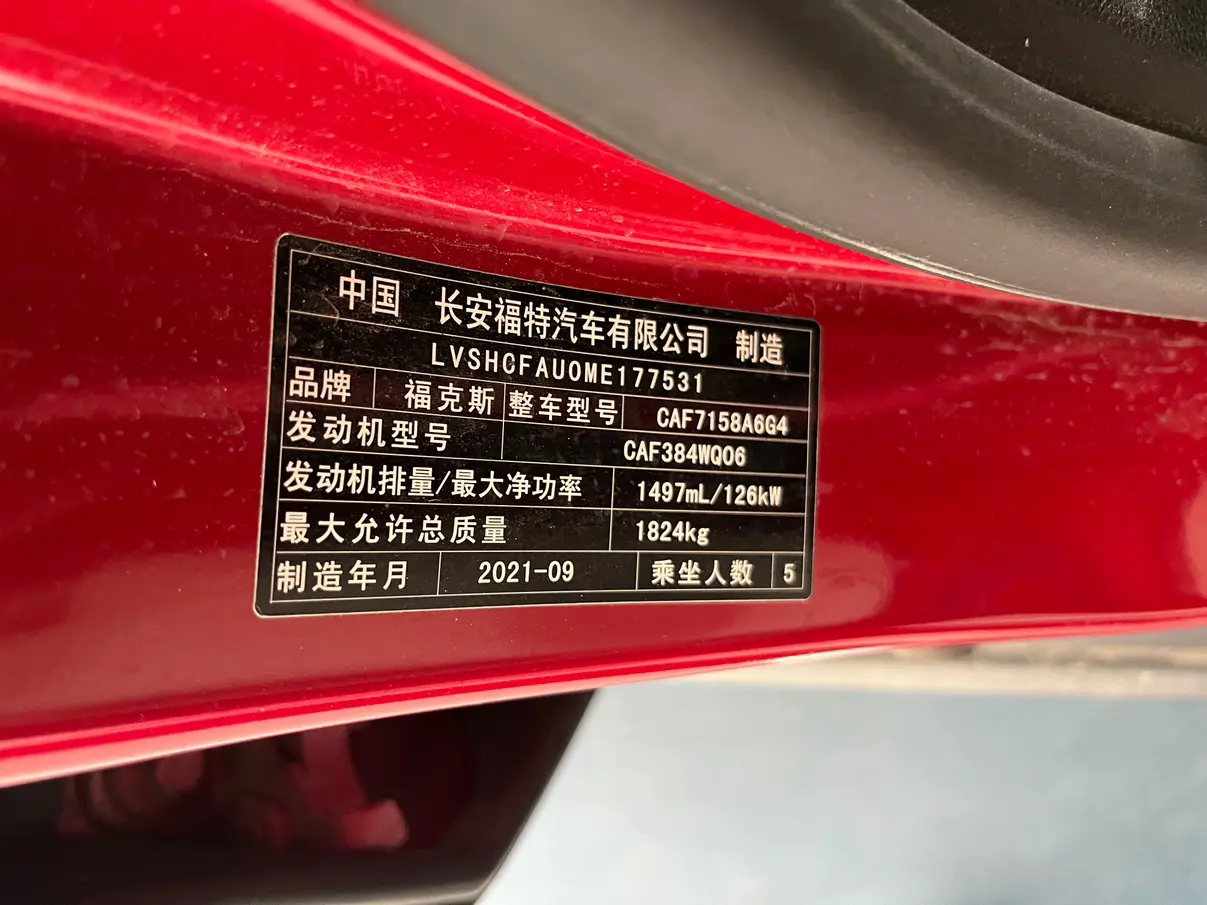 中国 长安福特汽车有限公司 制造
LVSHCFAU0ME177531
品牌 福克斯 整车型号 CAF7158A6G4
发动机型号 CAF384WQ06
发动机排量/最大净功率 1497mL/126kW
最大允许总质量 1824kg
制造年月 2021-09 乘坐人数 5